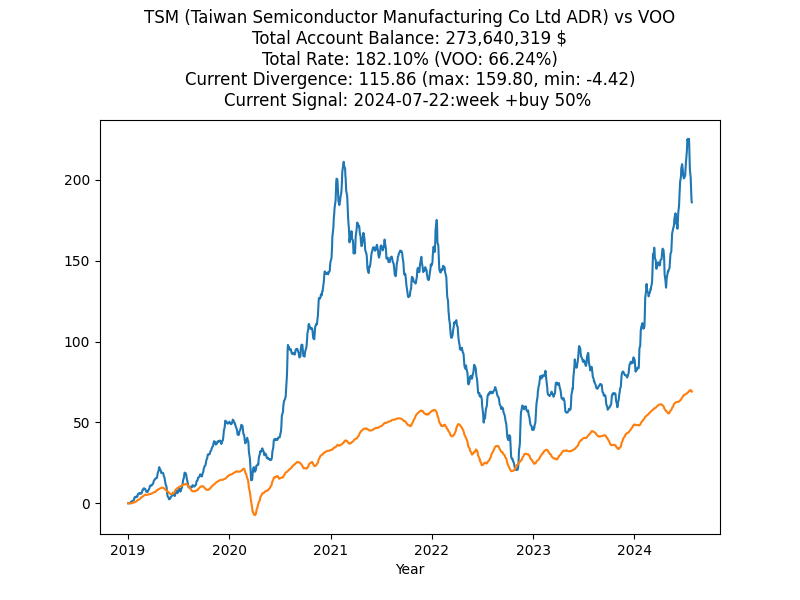 TSM (Taiwan Semiconductor Manufacturing Co Ltd ADR) vs VOO
Total Account Balance: 273,640,319 $
Total Rate: 182.10% (VOO: 66.24%)
Current Divergence: 115.86 (max: 159.80, min: -4.42)
Current Signal: 2024-07-22:week +buy 50%
200
150
100
50
0
2019 2020 2021 2022 2023 2024
Year